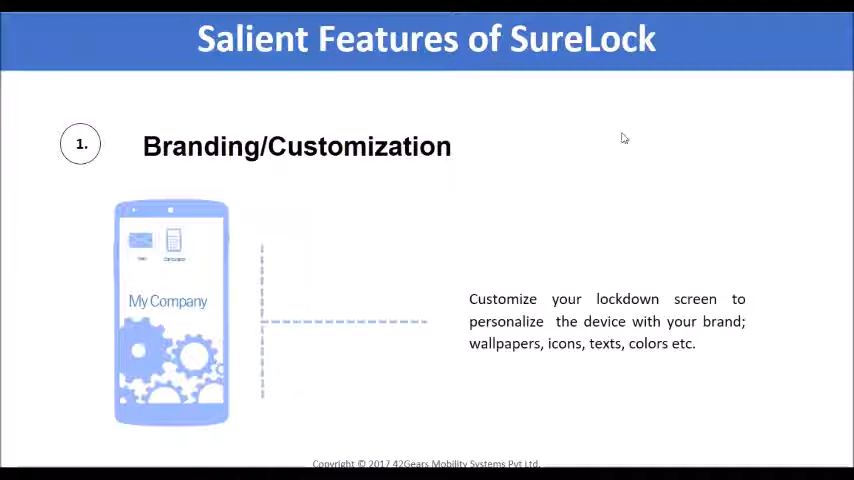 Salient Features of SureLock
1.
Branding/Customization
My Company
Customize your lockdown screen to
personalize the device with your brand;
wallpapers, icons, texts, colors etc.
Copyright © 2017 42Gears Mobility Systems Pvt Ltd.